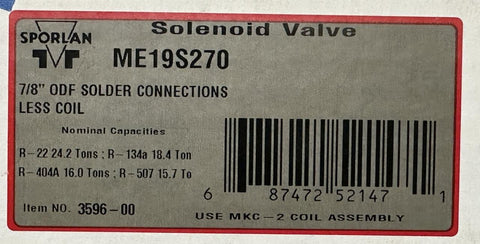 Solenoid Valve
SPORLAN
ME19S270
7/8" ODF SOLDER CONNECTIONS
LESS COIL
Nominal Capacities
R-22 24.2 Tons; R-134a 18.4 Ton
R-404A 16.0 Tons; R-507 15.7 To
6 87472 52147 1
Item NO. 3596-00
USE MKC-2 COIL ASSEMBLY